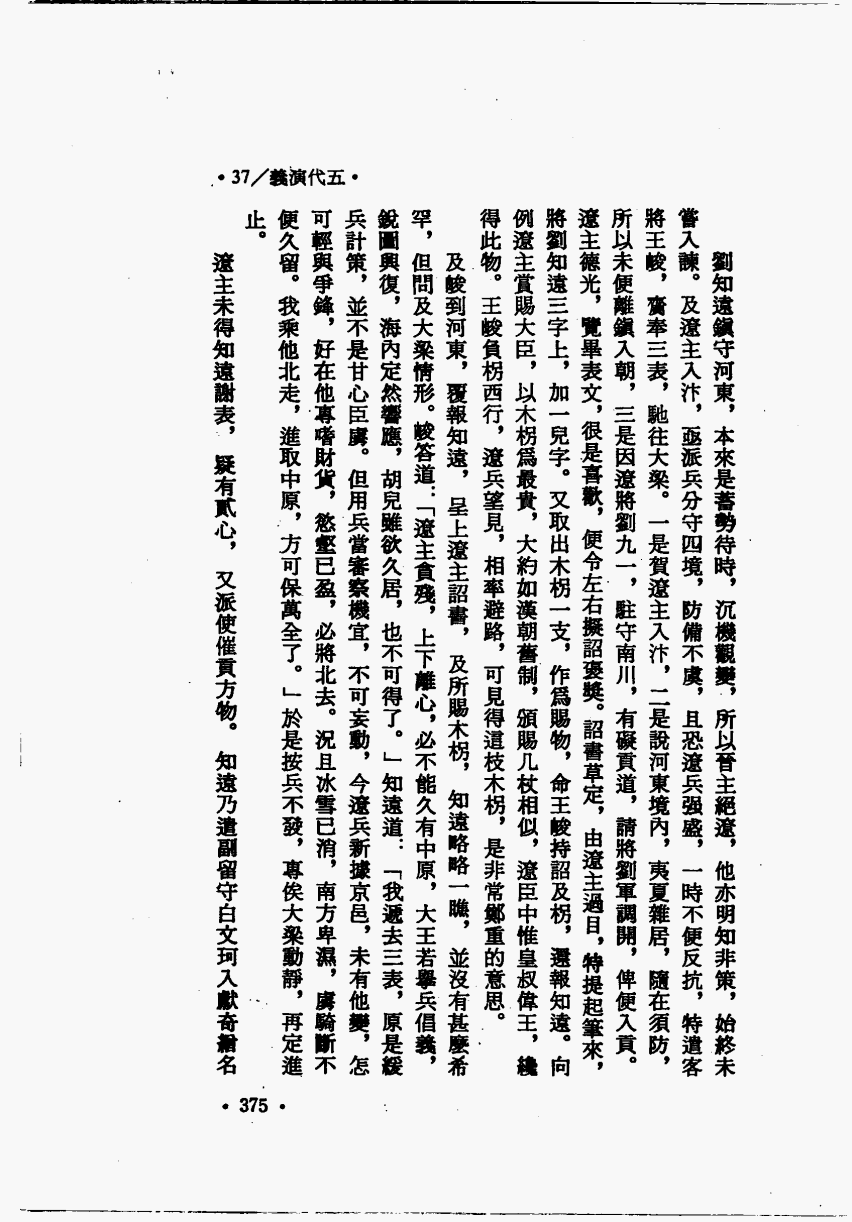 •37／義演代五•
劉知遠鎭守河東，本來是蓄勢待時，沉機觀變，所以晉主絕遼，他亦明知非策，始終未
嘗入諫。及遼主入汴，亟派兵分守四境，防備不虞，且恐遼兵强盛，一時不便反抗，特遣客
將王峻，齎奉三表，馳往大梁。一是賀遼主入汴，二是說河東境內，夷夏雜居，隨在須防，
所以未便離鎭入朝，三是因遼將劉九一，駐守南川，有礙貢道，請將劉軍調開，俾便入貢。
遼主德光，覽畢表文，很是喜歡，便令左右擬詔褒獎。詔書草定，由遼主過目，特提起筆來，
將劉知遠三字上，加一兒字。又取出木柺一支，作爲賜物，命王峻持詔及柺，還報知遠。向
例遼主賞賜大臣，以木柺爲最貴，大約如漢朝舊制，頒賜几杖相似，遼臣中惟皇叔偉王，纔
得此物。王峻負柺西行，遼兵望見，相率避路，可見得這枝木柺，是非常鄭重的意思。
及峻到河東，覆報知遠，呈上遼主詔書，及所賜木柺，知遠略略一瞧，並沒有甚麼希
罕，但問及大梁情形。峻答道：「遼主貪殘，上下離心，必不能久有中原，大王若擧兵倡義，
銳圖興復，海內定然響應，胡兒雖欲久居，也不可得了。」知遠道：「我遞去三表，原是緩
兵計策，並不是甘心臣虜。但用兵當審察機宜，不可妄動，今遼兵新據京邑，未有他變，怎
可輕與爭鋒，好在他專嗜財貨，慾壑已盈，必將北去。況且冰雪已消，南方卑濕，虜騎斷不
便久留。我乘他北走，進取中原，方可保萬全了。」於是按兵不發，專俟大梁動靜，再定進
止。
遼主未得知遠謝表，疑有貳心，又派使催貢方物。知遠乃遣副留守白文珂入獻奇繒名
•375•